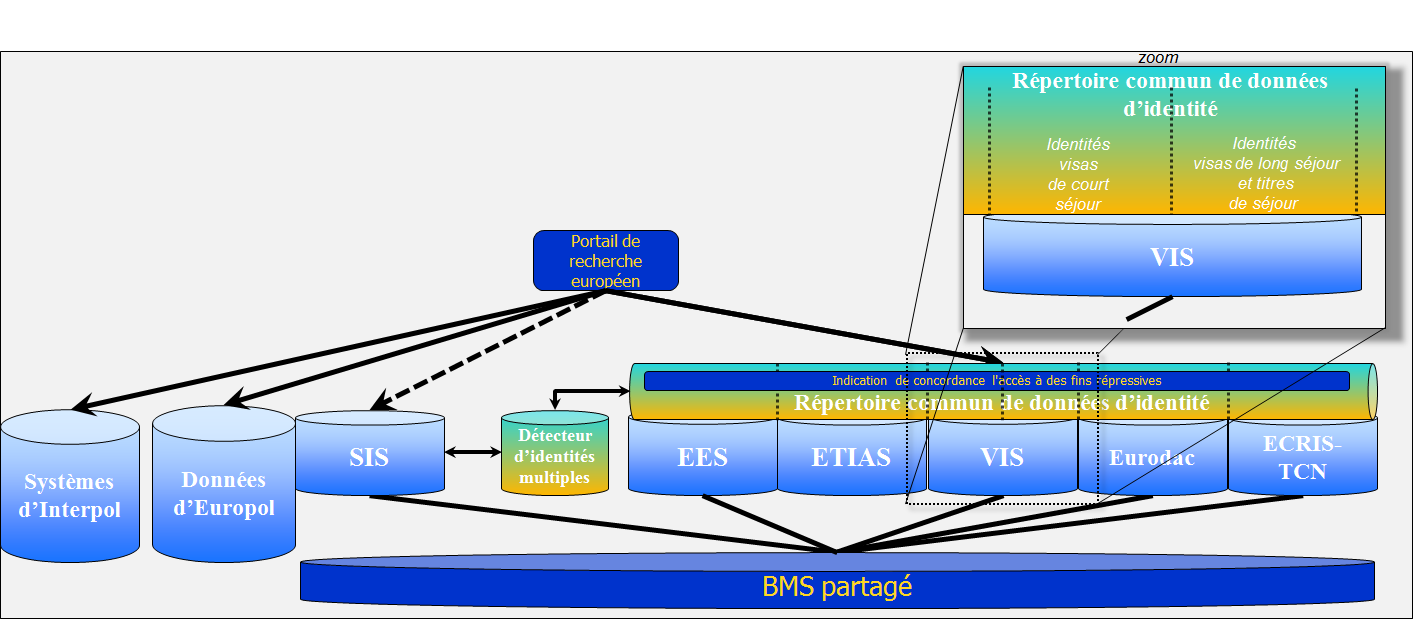 zoom
Répertoire commun de données
d'identité
Identités
visas
de court
séjour
Identités
visas de long séjour
et titres
de séjour
VIS
Portail de
recherche
européen
Indication de concordance l'accès à des fins répressives
Répertoire commun de données d'identité
Systèmes
d'Interpol
Données
d'Europol
SIS
Détecteur
d'identités
multiples
EES
ETIAS
VIS
Eurodac
ECRIS-
TCN
BMS partagé